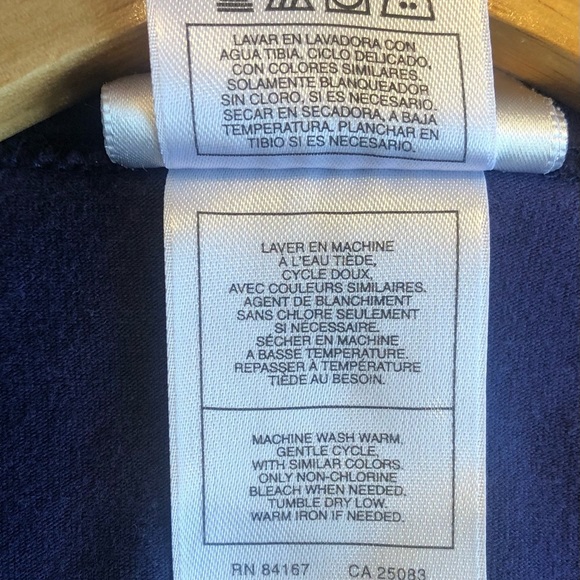 LAVAR EN LAVADORA CON
AGUA TIBIA, CICLO DELICADO,
CON COLORES SIMILARES.
SOLAMENTE BLANQUEADOR
SIN CLORO, SI ES NECESARIO.
SECAR EN SECADORA, A BAJA
TEMPERATURA. PLANCHAR EN
TIBIO SI ES NECESARIO.
LAVER EN MACHINE
À L'EAU TIÈDE,
CYCLE DOUX,
AVEC COULEURS SIMILAIRES.
AGENT DE BLANCHIMENT
SANS CHLORE SEULEMENT
SI NÉCESSAIRE.
SÉCHER EN MACHINE
A BASSE TEMPERATURE.
REPASSER À TEMPÉRATURE
TIÈDE AU BESOIN.
MACHINE WASH WARM,
GENTLE CYCLE,
WITH SIMILAR COLORS.
ONLY NON-CHLORINE
BLEACH WHEN NEEDED.
TUMBLE DRY LOW.
WARM IRON IF NEEDED.
RN 84167 CA 25083